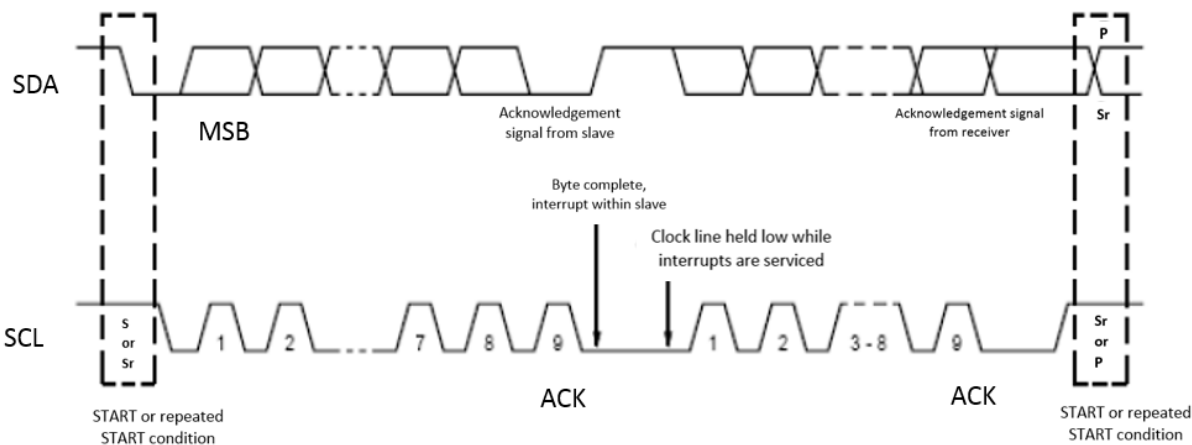 P
SDA
MSB
Acknowledgement
signal from slave
Acknowledgement signal
from receiver
Sr
Byte complete,
interrupt within slave
Clock line held low while
interrupts are serviced
SCL
S
or
Sr
1
2
7
8
9
1
2
3 - 8
9
Sr
or
P
ACK
ACK
START or repeated
START condition
START or repeated
START condition